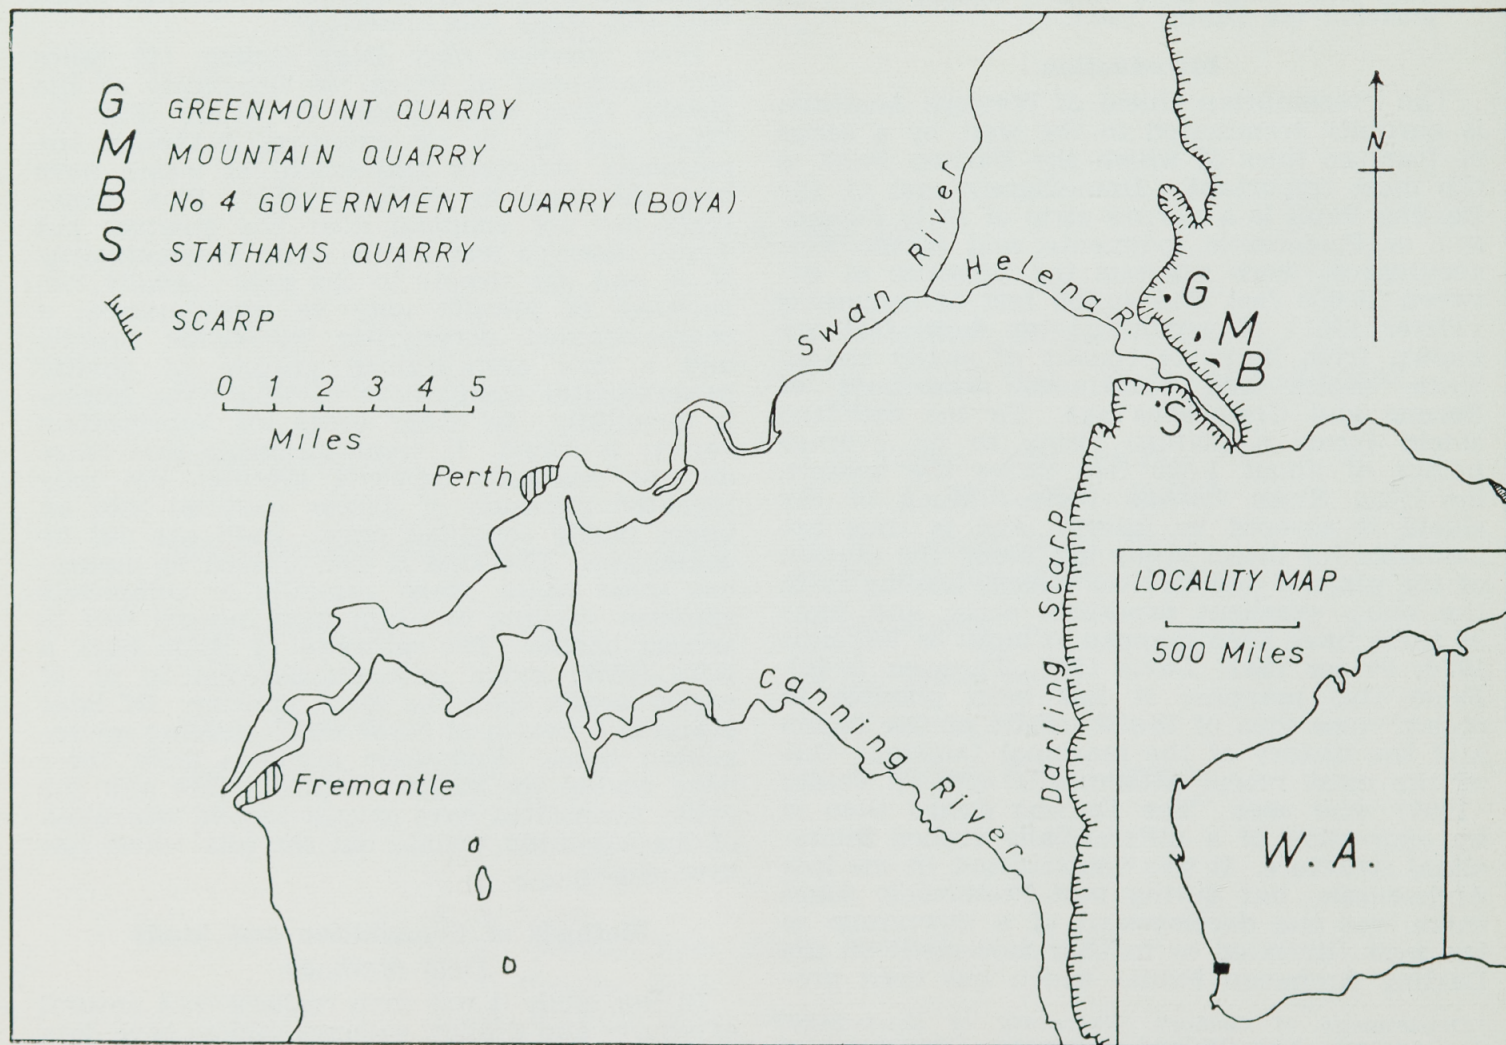 G GREENMOUNT QUARRY
M MOUNTAIN QUARRY
B No 4 GOVERNMENT QUARRY (BOYA)
S STATHAMS QUARRY
SCARP
0 1 2 3 4 5
Miles
N
Swan River
Helena R.
G
M
B
S
Perth
Darling Scarp
Canning River
Fremantle
LOCALITY MAP
500 Miles
W. A.